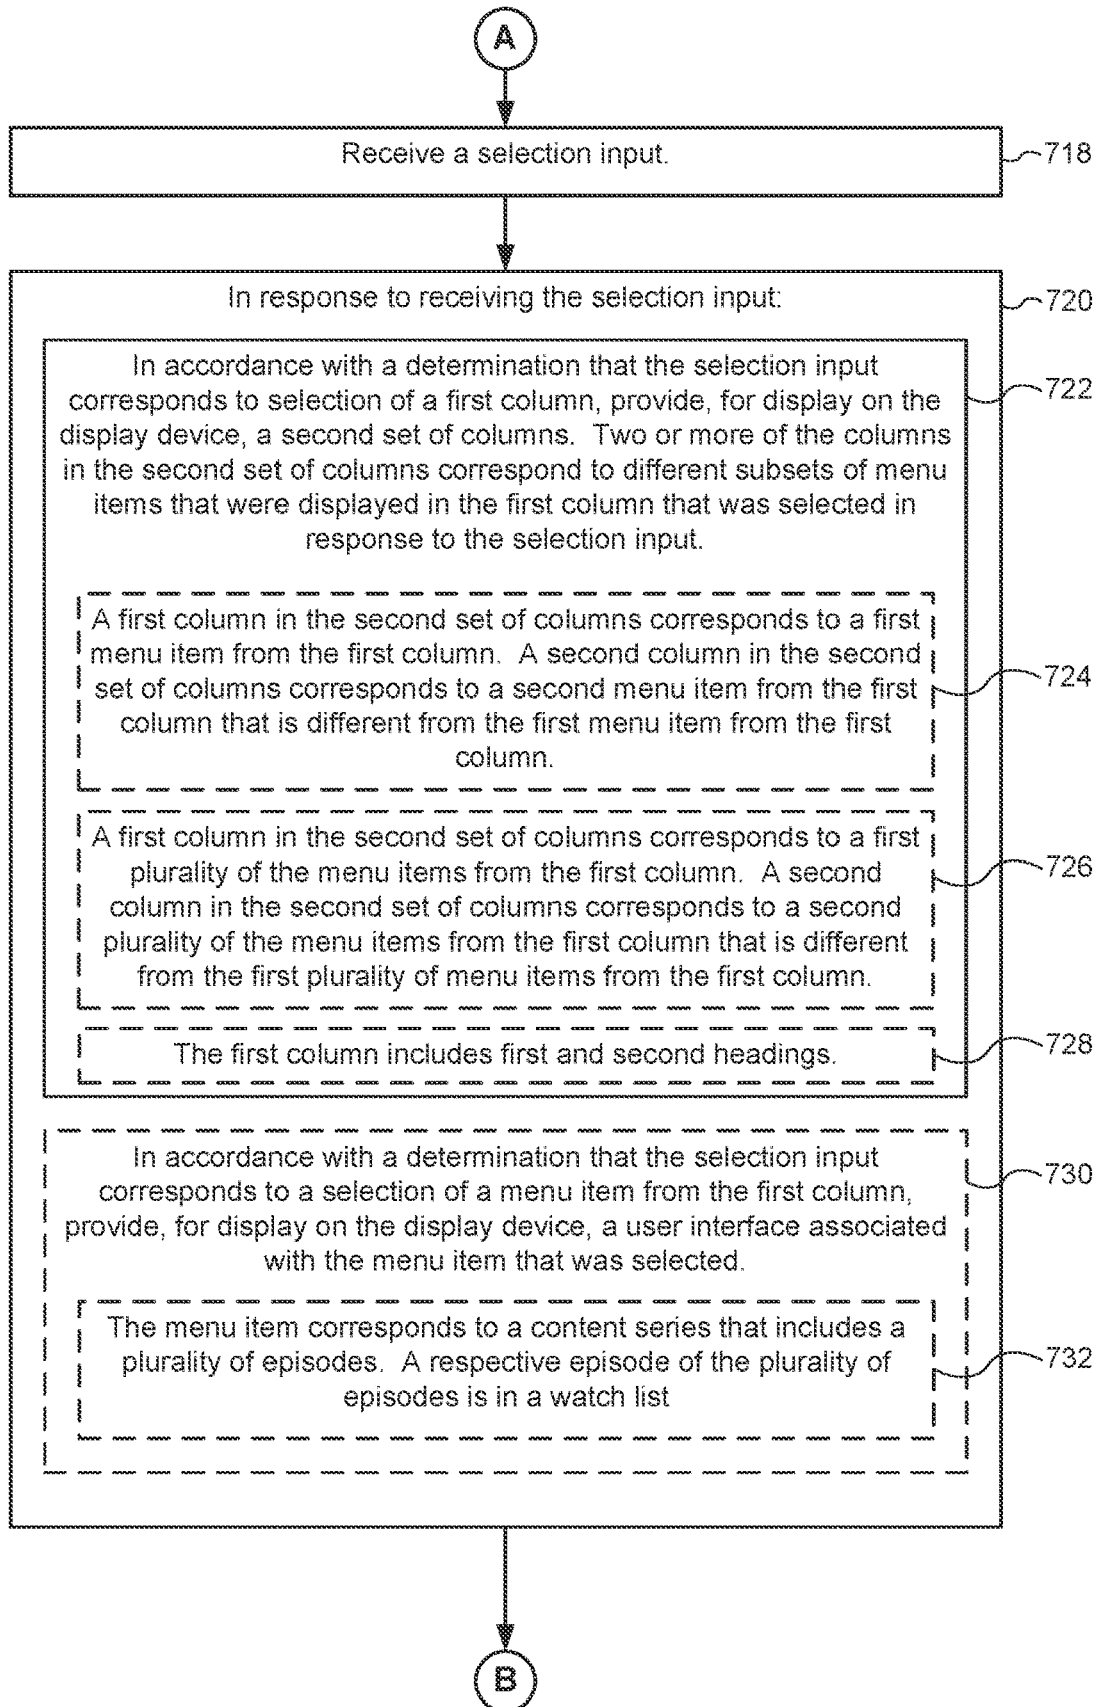 A
Receive a selection input.
718
In response to receiving the selection input:
720
In accordance with a determination that the selection input
corresponds to selection of a first column, provide, for display on the
display device, a second set of columns. Two or more of the columns
in the second set of columns correspond to different subsets of menu
items that were displayed in the first column that was selected in
response to the selection input.
722
A first column in the second set of columns corresponds to a first
menu item from the first column. A second column in the second
set of columns corresponds to a second menu item from the first
column that is different from the first menu item from the first
column.
724
A first column in the second set of columns corresponds to a first
plurality of the menu items from the first column. A second
column in the second set of columns corresponds to a second
plurality of the menu items from the first column that is different
from the first plurality of menu items from the first column.
726
The first column includes first and second headings.
728
In accordance with a determination that the selection input
corresponds to a selection of a menu item from the first column,
provide, for display on the display device, a user interface associated
with the menu item that was selected.
730
The menu item corresponds to a content series that includes a
plurality of episodes. A respective episode of the plurality of
episodes is in a watch list
732
B